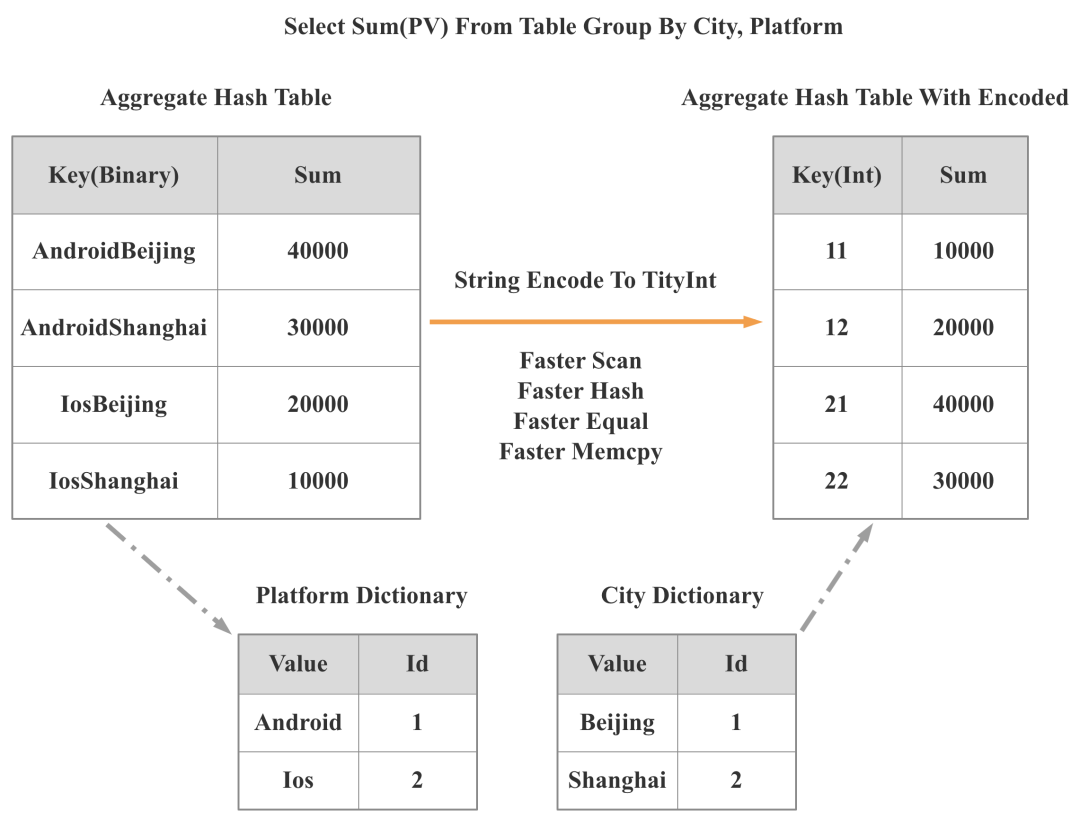 Select Sum(PV) From Table Group By City, Platform
Aggregate Hash Table
Key(Binary) Sum
AndroidBeijing 40000
AndroidShanghai 30000
IosBeijing 20000
IosShanghai 10000
String Encode To TityInt
Faster Scan
Faster Hash
Faster Equal
Faster Memcpy
Aggregate Hash Table With Encoded
Key(Int) Sum
11 10000
12 20000
21 40000
22 30000
Platform Dictionary
Value Id
Android 1
Ios 2
City Dictionary
Value Id
Beijing 1
Shanghai 2